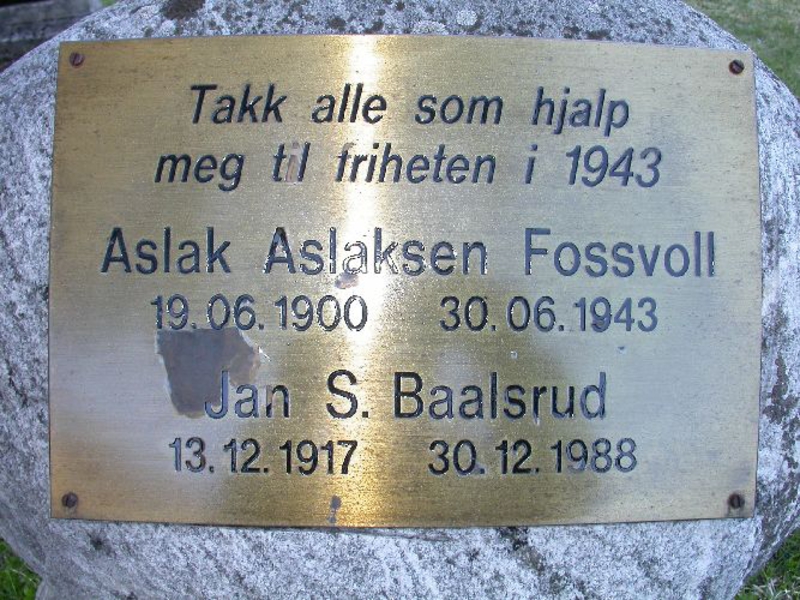 Takk alle som hjalp
meg til friheten i 1943
Aslak Aslaksen Fossvoll
19.06.1900 30.06.1943
Jan S. Baalsrud
13.12.1917 30.12.1988